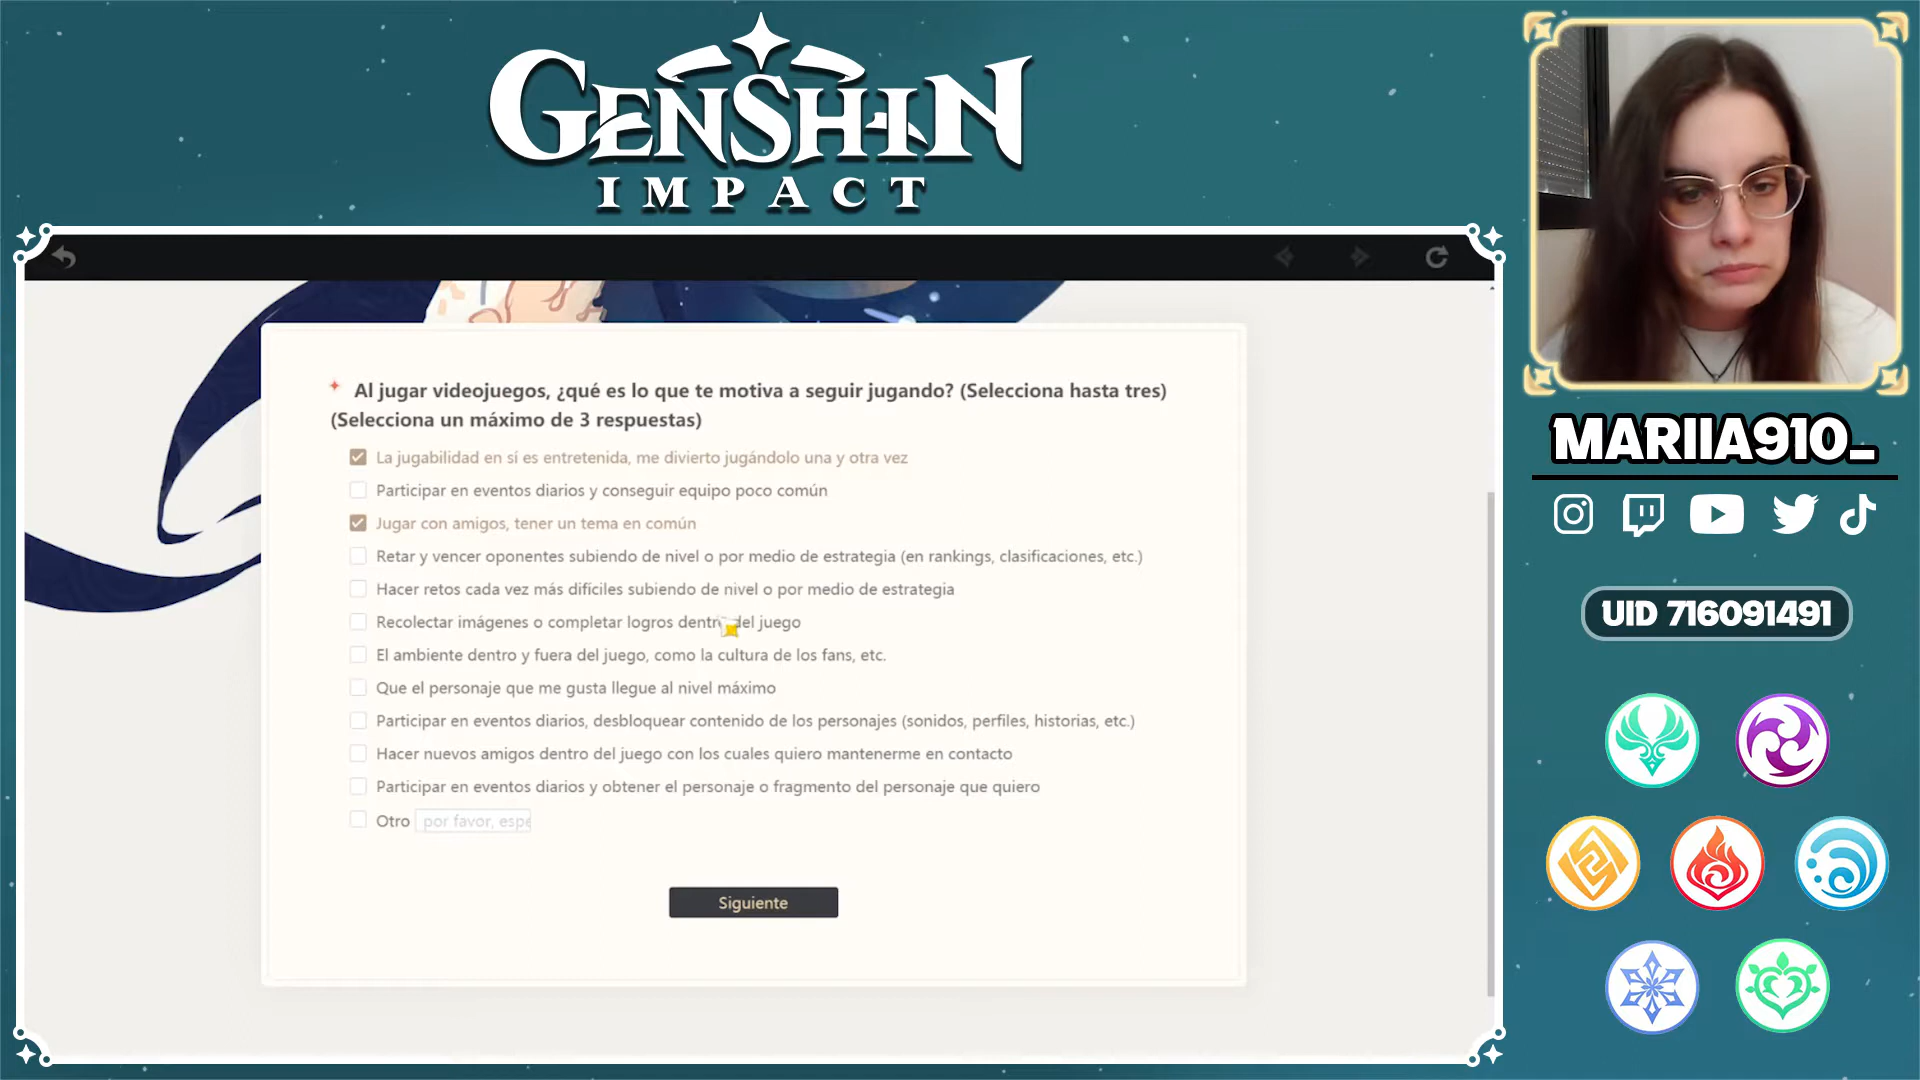 GENSHIN
IMPACT
Al jugar videojuegos, ¿qué es lo que te motiva a seguir jugando? (Selecciona hasta tres)
(Selecciona un máximo de 3 respuestas)
La jugabilidad en sí es entretenida, me divierto jugándolo una y otra vez
Participar en eventos diarios y conseguir equipo poco común
Jugar con amigos, tener un tema en común
Retar y vencer oponentes subiendo de nivel o por medio de estrategia (en rankings, clasificaciones, etc.)
Hacer retos cada vez más difíciles subiendo de nivel o por medio de estrategia
Recolectar imágenes o completar logros dentro del juego
El ambiente dentro y fuera del juego, como la cultura de los fans, etc.
Que el personaje que me gusta llegue al nivel máximo
Participar en eventos diarios, desbloquear contenido de los personajes (sonidos, perfiles, historias, etc.)
Hacer nuevos amigos dentro del juego con los cuales quiero mantenerme en contacto
Participar en eventos diarios y obtener el personaje o fragmento del personaje que quiero
Otro por favor, espe
Siguiente
MARIIA910_
UID 716091491